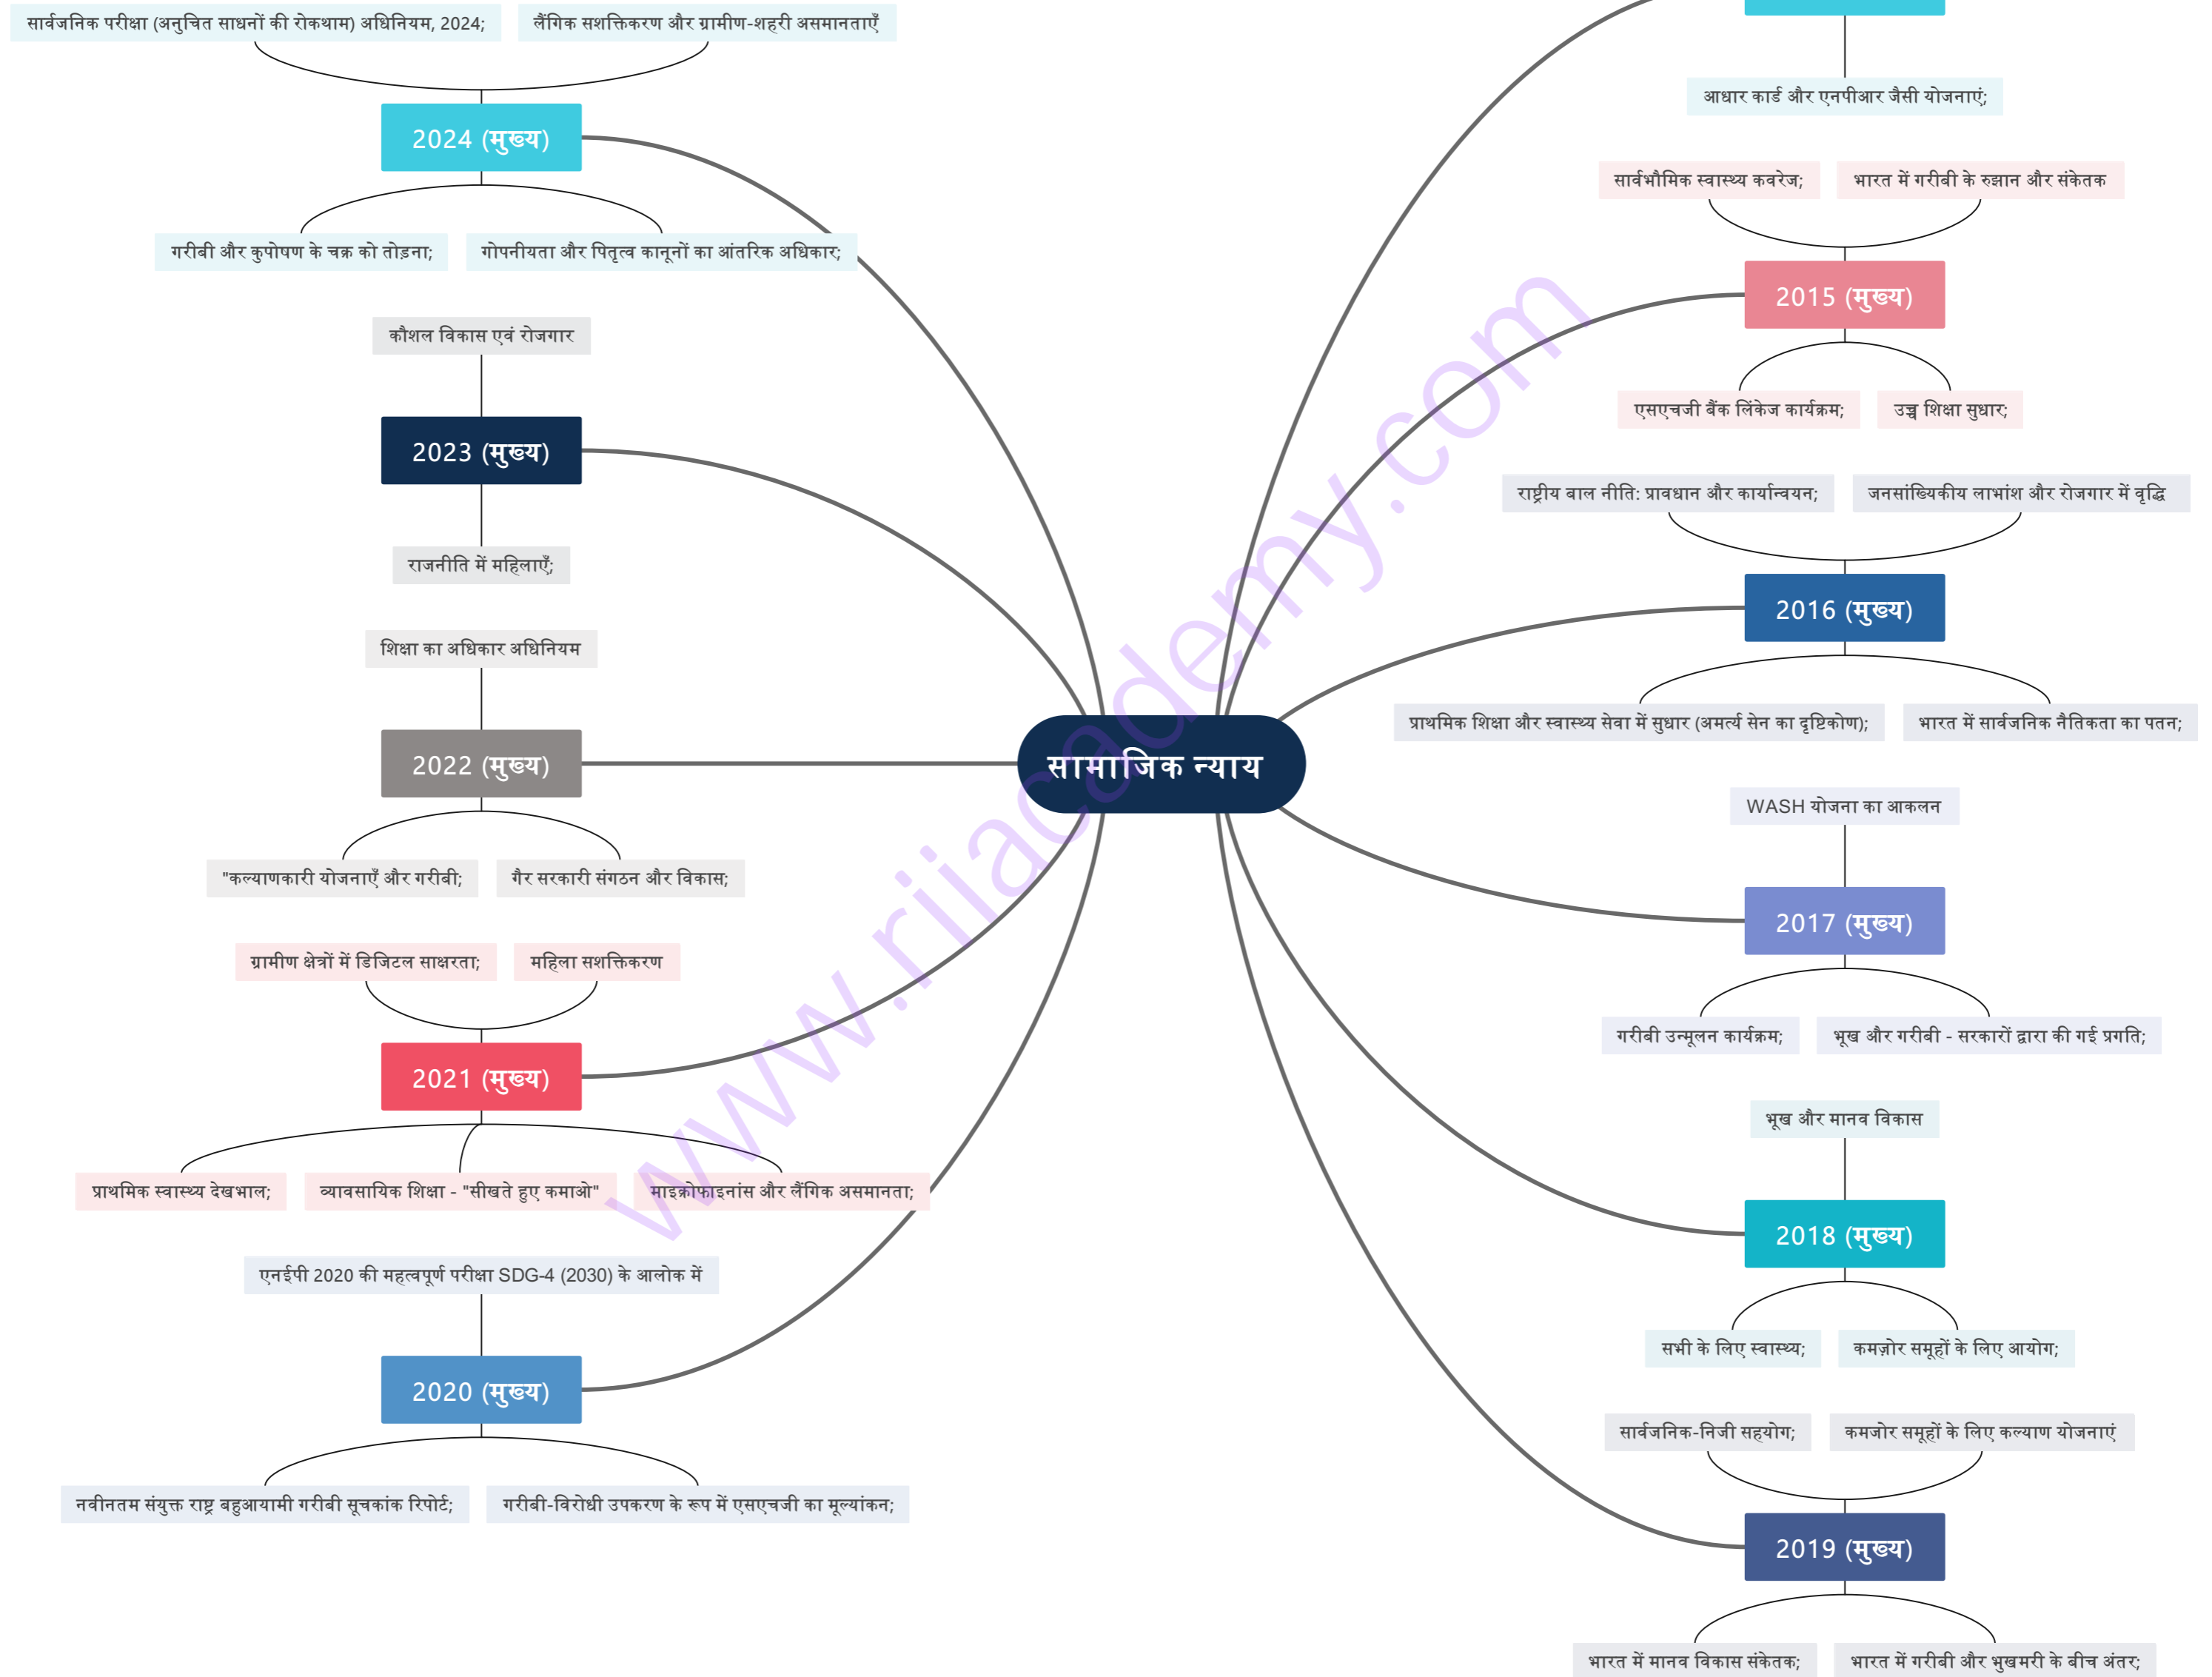 सार्वजनिक परीक्षा (अनुचित साधनों की रोकथाम) अधिनियम, 2024;
लैंगिक सशक्तिकरण और ग्रामीण-शहरी असमानताएँ
2024 (मुख्य)
गरीबी और कुपोषण के चक्र को तोड़ना;
गोपनीयता और पितृत्व कानूनों का आंतरिक अधिकार;
कौशल विकास एवं रोजगार
2023 (मुख्य)
राजनीति में महिलाएँ;
शिक्षा का अधिकार अधिनियम
2022 (मुख्य)
"कल्याणकारी योजनाएँ और गरीबी;
गैर सरकारी संगठन और विकास;
ग्रामीण क्षेत्रों में डिजिटल साक्षरता;
महिला सशक्तिकरण
2021 (मुख्य)
प्राथमिक स्वास्थ्य देखभाल;
व्यावसायिक शिक्षा - "सीखते हुए कमाओ"
माइक्रोफाइनांस और लैंगिक असमानता;
एनईपी 2020 की महत्वपूर्ण परीक्षा SDG-4 (2030) के आलोक में
2020 (मुख्य)
नवीनतम संयुक्त राष्ट्र बहुआयामी गरीबी सूचकांक रिपोर्ट;
गरीबी-विरोधी उपकरण के रूप में एसएचजी का मूल्यांकन;
सामाजिक न्याय
www.riiacademy.com
आधार कार्ड और एनपीआर जैसी योजनाएं;
सार्वभौमिक स्वास्थ्य कवरेज;
भारत में गरीबी के रुझान और संकेतक
2015 (मुख्य)
एसएचजी बैंक लिंकेज कार्यक्रम;
उच्च शिक्षा सुधार;
राष्ट्रीय बाल नीति: प्रावधान और कार्यान्वयन;
जनसांख्यिकीय लाभांश और रोजगार में वृद्धि
2016 (मुख्य)
प्राथमिक शिक्षा और स्वास्थ्य सेवा में सुधार (अमर्त्य सेन का दृष्टिकोण);
भारत में सार्वजनिक नैतिकता का पतन;
WASH योजना का आकलन
2017 (मुख्य)
गरीबी उन्मूलन कार्यक्रम;
भूख और गरीबी - सरकारों द्वारा की गई प्रगति;
भूख और मानव विकास
2018 (मुख्य)
सभी के लिए स्वास्थ्य;
कमज़ोर समूहों के लिए आयोग;
सार्वजनिक-निजी सहयोग;
कमजोर समूहों के लिए कल्याण योजनाएं
2019 (मुख्य)
भारत में मानव विकास संकेतक;
भारत में गरीबी और भुखमरी के बीच अंतर;